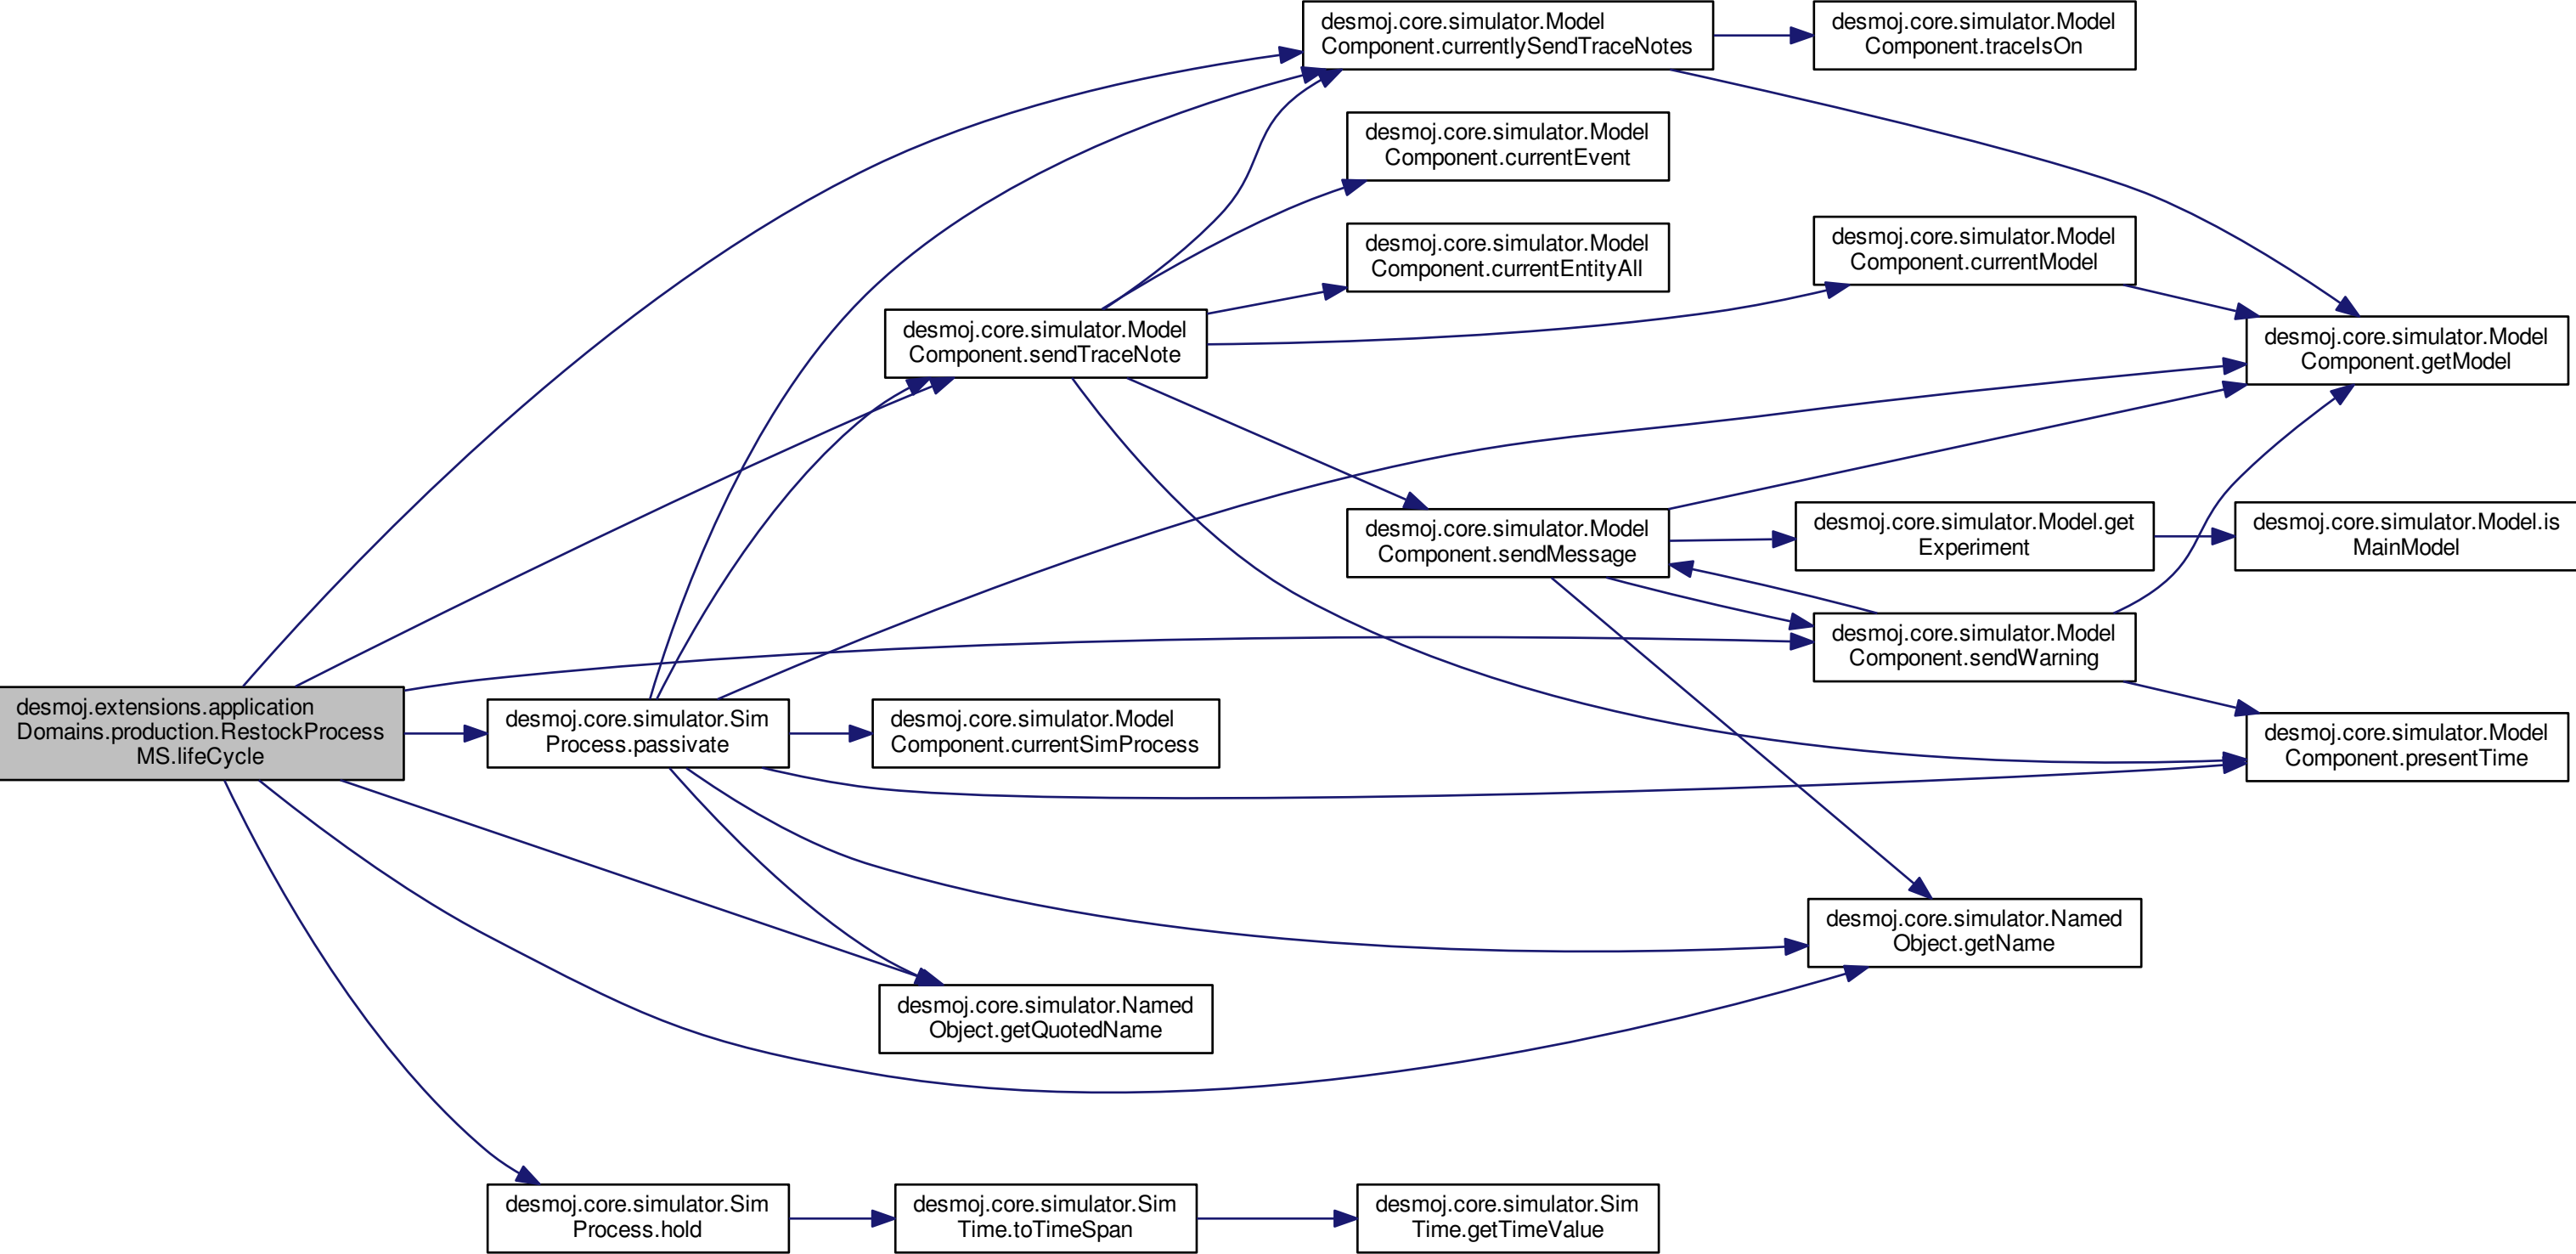 desmoj.core.simulator.Model
Component.currentlySendTraceNotes
desmoj.core.simulator.Model
Component.traceIsOn
desmoj.core.simulator.Model
Component.currentEvent
desmoj.core.simulator.Model
Component.currentEntityAll
desmoj.core.simulator.Model
Component.currentModel
desmoj.core.simulator.Model
Component.sendTraceNote
desmoj.core.simulator.Model
Component.getModel
desmoj.core.simulator.Model
Component.sendMessage
desmoj.core.simulator.Model.get
Experiment
desmoj.core.simulator.Model.is
MainModel
desmoj.core.simulator.Model
Component.sendWarning
desmoj.extensions.application
Domains.production.RestockProcess
MS.lifeCycle
desmoj.core.simulator.Sim
Process.passivate
desmoj.core.simulator.Model
Component.currentSimProcess
desmoj.core.simulator.Model
Component.presentTime
desmoj.core.simulator.Named
Object.getName
desmoj.core.simulator.Named
Object.getQuotedName
desmoj.core.simulator.Sim
Process.hold
desmoj.core.simulator.Sim
Time.toTimeSpan
desmoj.core.simulator.Sim
Time.getTimeValue